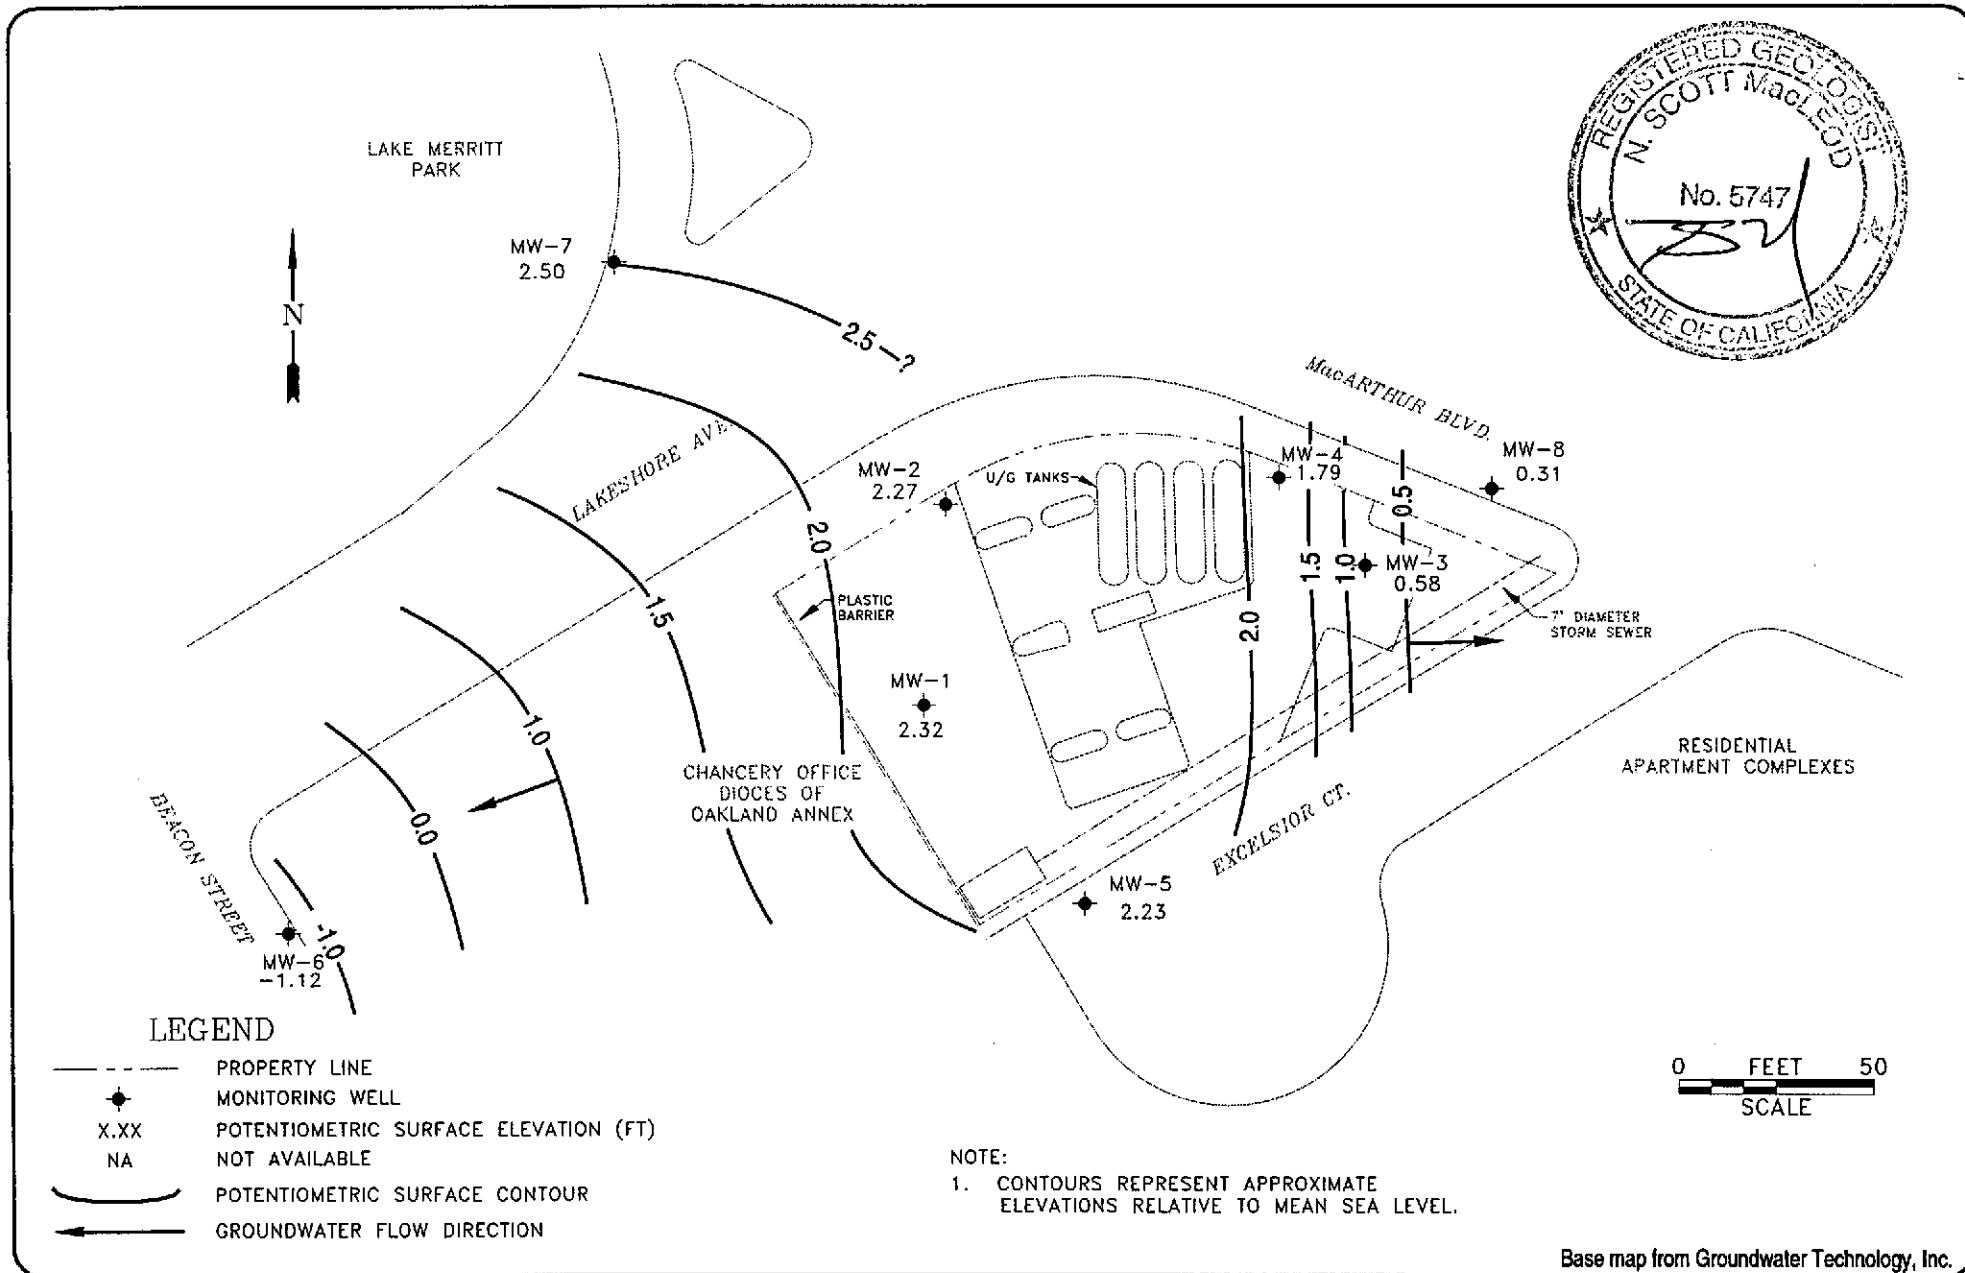 REGISTERED GEOLOGIST
N. SCOTT MacLEOD
No. 5747
STATE OF CALIFORNIA
LAKE MERRITT
PARK
MW-7
2.50
N
2.5
?
MacARTHUR BLVD.
LAKESHORE AVE.
MW-2
2.27
U/G TANKS
MW-4
1.79
MW-8
0.31
0.5
2.0
1.5
1.0
MW-3
0.58
1.5
PLASTIC
BARRIER
2.0
7' DIAMETER
STORM SEWER
MW-1
2.32
1.0
RESIDENTIAL
APARTMENT COMPLEXES
CHANCERY OFFICE
DIOCES OF
OAKLAND ANNEX
EXCELSIOR CT.
BEACON STREET
0.0
MW-5
2.23
-1.0
MW-6
-1.12
LEGEND
PROPERTY LINE
MONITORING WELL
X.XX POTENTIOMETRIC SURFACE ELEVATION (FT)
NA NOT AVAILABLE
POTENTIOMETRIC SURFACE CONTOUR
GROUNDWATER FLOW DIRECTION
0 FEET 50
SCALE
NOTE:
1. CONTOURS REPRESENT APPROXIMATE
ELEVATIONS RELATIVE TO MEAN SEA LEVEL.
Base map from Groundwater Technology, Inc.